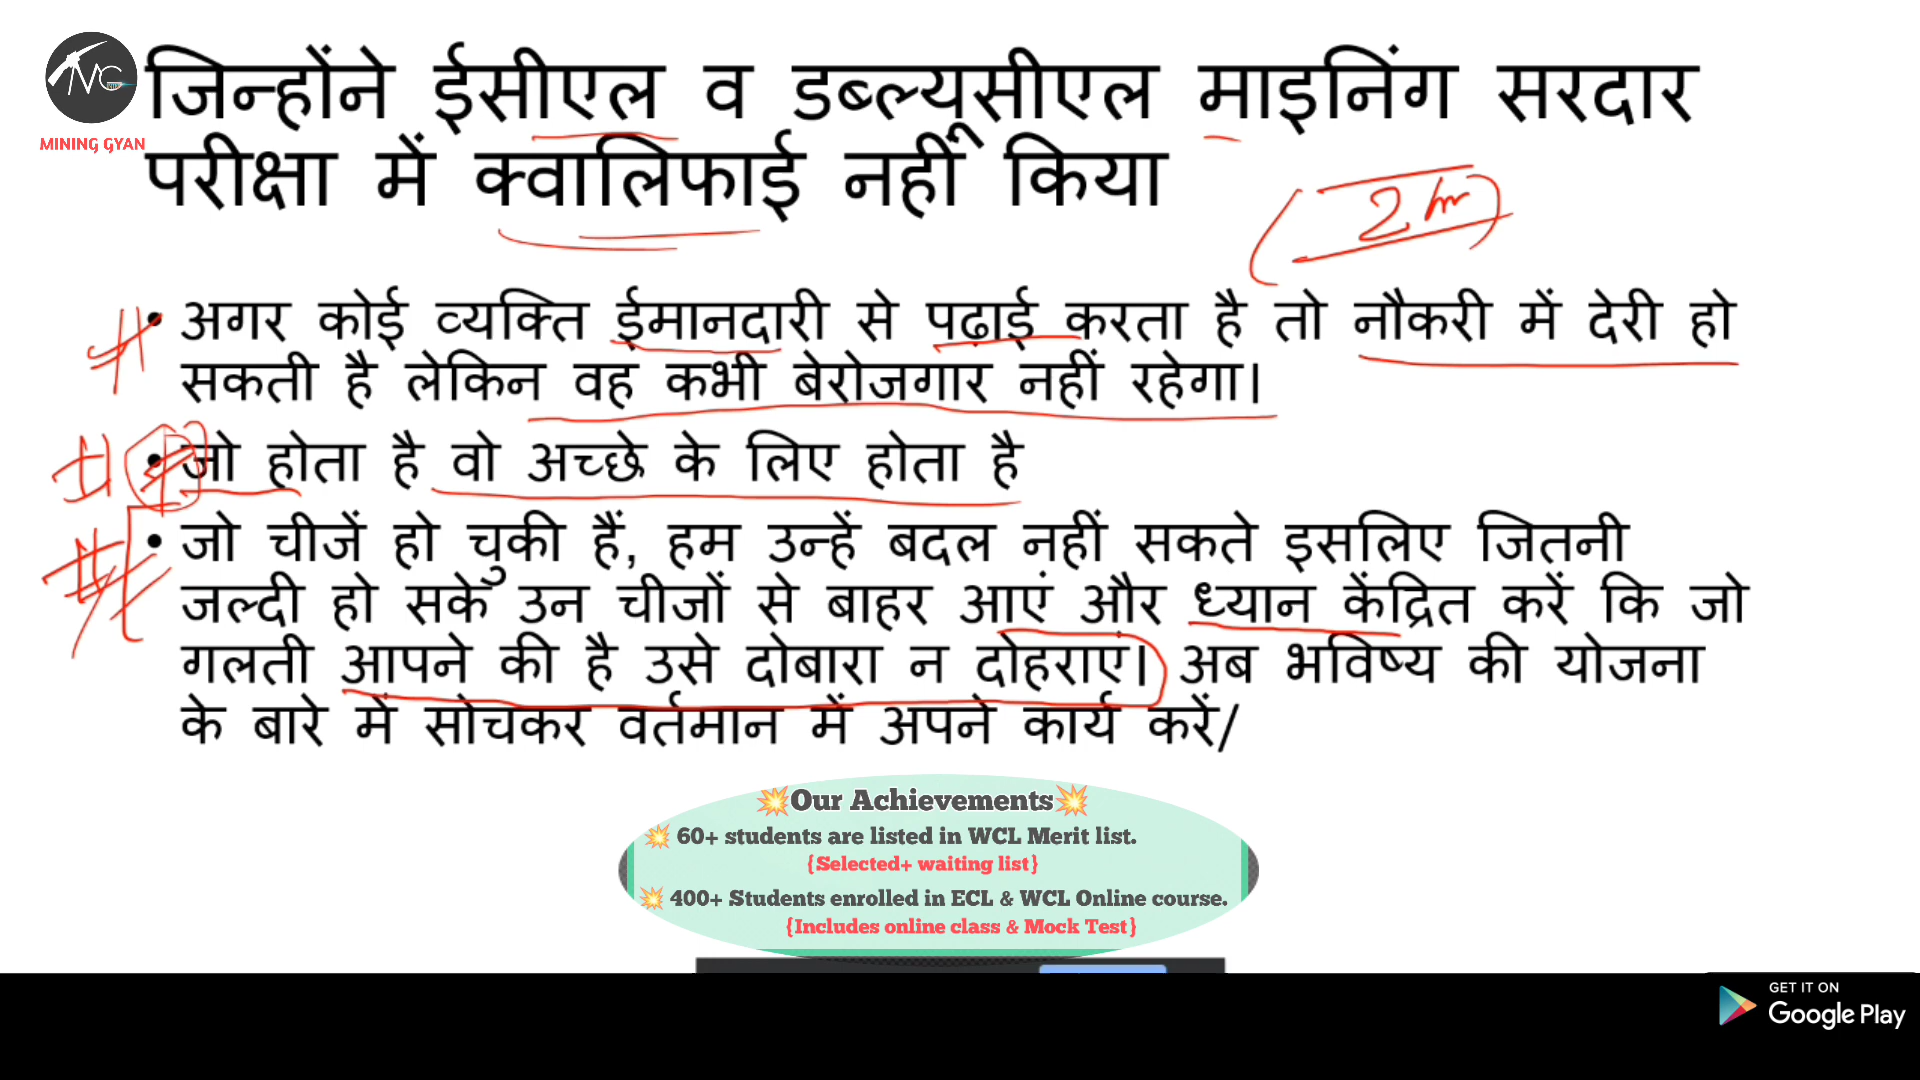 जिन्होंने ईसीएल व डब्ल्यूसीएल माइनिंग सरदार
परीक्षा में क्वालिफाई नहीं किया
MINING GYAN
2 hr
• अगर कोई व्यक्ति ईमानदारी से पढ़ाई करता है तो नौकरी में देरी हो
सकती है लेकिन वह कभी बेरोजगार नहीं रहेगा।
• जो होता है वो अच्छे के लिए होता है
• जो चीजें हो चुकी हैं, हम उन्हें बदल नहीं सकते इसलिए जितनी
जल्दी हो सके उन चीजों से बाहर आएं और ध्यान केंद्रित करें कि जो
गलती आपने की है उसे दोबारा न दोहराएं। अब भविष्य की योजना
के बारे में सोचकर वर्तमान में अपने कार्य करें/
💥Our Achievements💥
💥 60+ students are listed in WCL Merit list.
{Selected+ waiting list}
💥 400+ Students enrolled in ECL & WCL Online course.
{Includes online class & Mock Test}
GET IT ON
Google Play